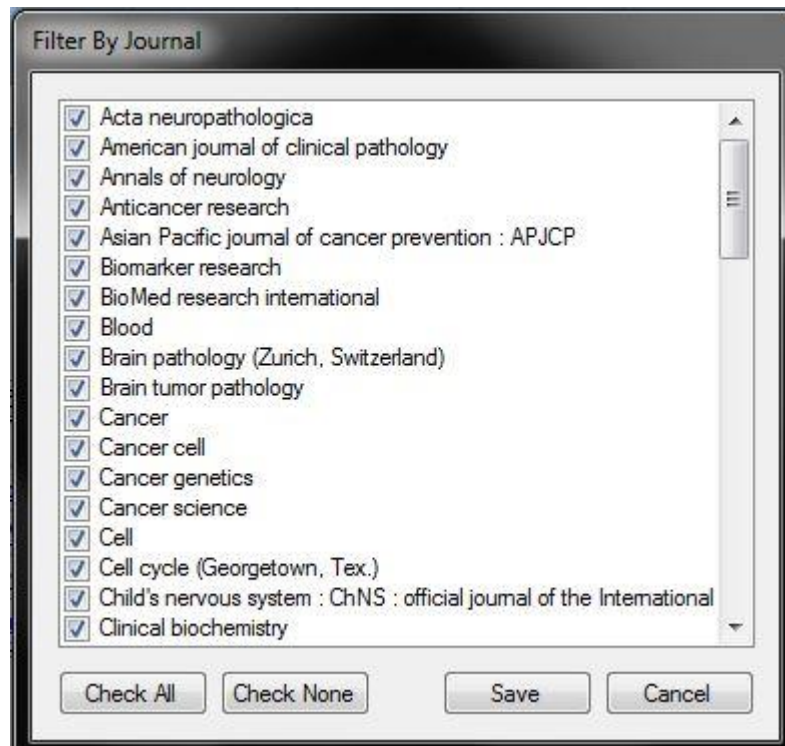 Filter By Journal
Acta neuropathologica
American journal of clinical pathology
Annals of neurology
Anticancer research
Asian Pacific journal of cancer prevention : APJCP
Biomarker research
BioMed research international
Blood
Brain pathology (Zurich, Switzerland)
Brain tumor pathology
Cancer
Cancer cell
Cancer genetics
Cancer science
Cell
Cell cycle (Georgetown, Tex.)
Child's nervous system : ChNS : official journal of the International
Clinical biochemistry
Check All Check None Save Cancel